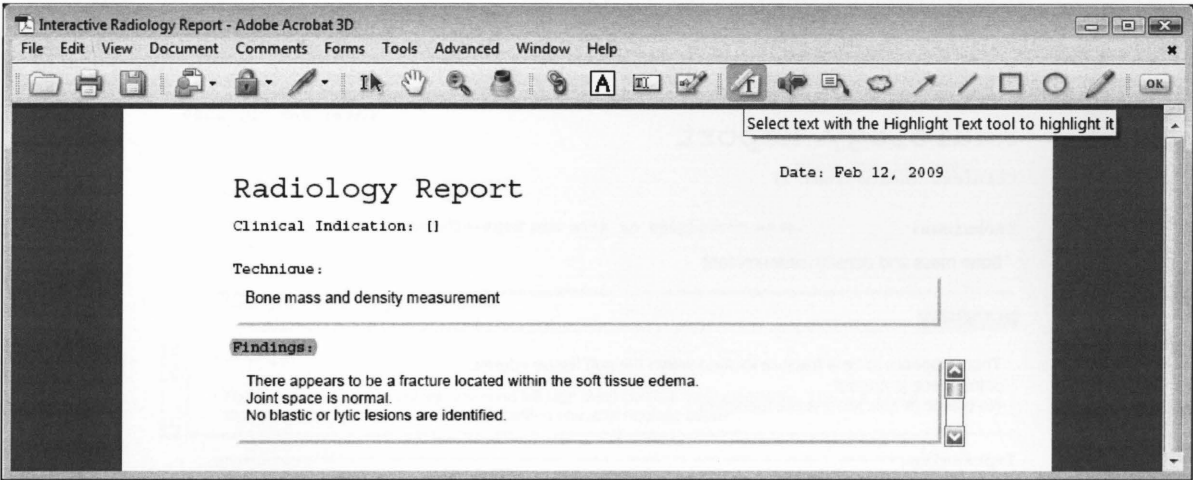 Interactive Radiology Report - Adobe Acrobat 3D
File Edit View Document Comments Forms Tools Advanced Window Help
OK
Select text with the Highlight Text tool to highlight it
Date: Feb 12, 2009
Radiology Report
Clinical Indication: []
Technique:
Bone mass and density measurement
Findings:
There appears to be a fracture located within the soft tissue edema.
Joint space is normal.
No blastic or lytic lesions are identified.